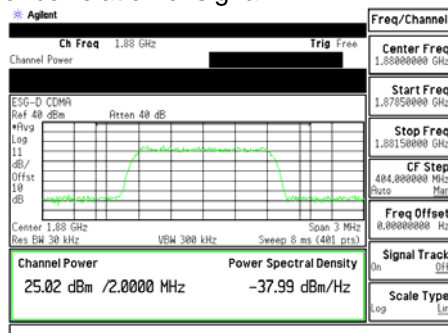 Agilent
Freq/Channel
Ch Freq 1.88 GHz Trig Free
Channel Power
Center Freq
1.88000000 GHz
Start Freq
1.87850000 GHz
Stop Freq
1.88150000 GHz
CF Step
404.000000 MHz
Auto Man
Freq Offset
0.00000000 Hz
Signal Track
On Off
Scale Type
Log Lin
ESG-D CDMA
Ref 40 dBm Atten 40 dB
#Avg
Log
11
dB/
Offst
10
dB
Center 1.88 GHz Span 3 MHz
Res BW 30 kHz VBW 300 kHz Sweep 8 ms (401 pts)
Channel Power Power Spectral Density
25.02 dBm /2.0000 MHz -37.99 dBm/Hz